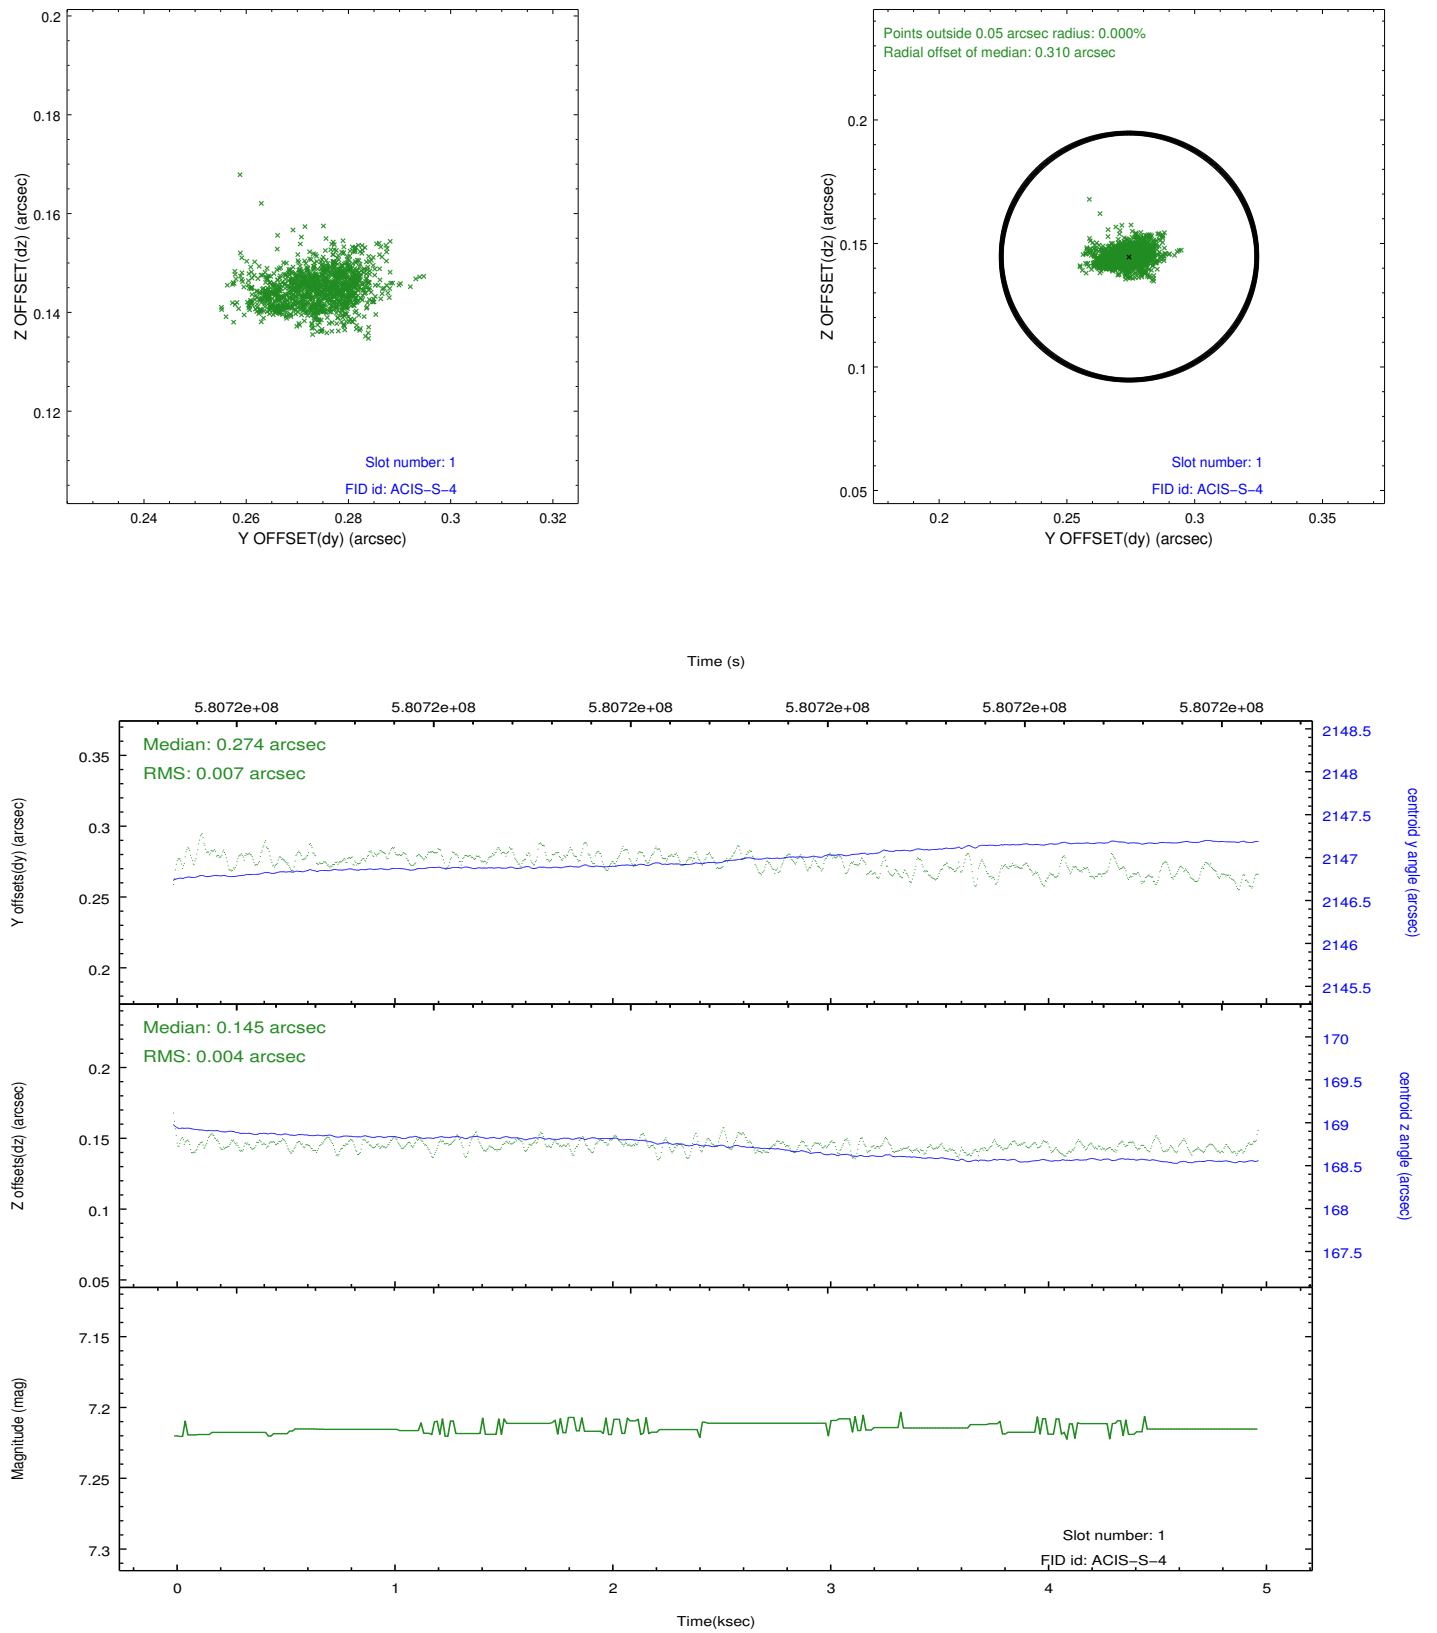 0.2
0.18
0.16
0.14
0.12
Z OFFSET(dz) (arcsec)
Slot number: 1
FID id: ACIS−S−4
0.24 0.26 0.28 0.3 0.32
Y OFFSET(dy) (arcsec)
Points outside 0.05 arcsec radius: 0.000%
Radial offset of median: 0.310 arcsec
0.2
0.15
0.1
0.05
Z OFFSET(dz) (arcsec)
Slot number: 1
FID id: ACIS−S−4
0.2 0.25 0.3 0.35
Y OFFSET(dy) (arcsec)
Time (s)
5.8072e+08 5.8072e+08 5.8072e+08 5.8072e+08 5.8072e+08 5.8072e+08
Median: 0.274 arcsec
RMS: 0.007 arcsec
0.35
0.3
0.25
0.2
Y offsets(dy) (arcsec)
2148.5
2148
2147.5
2147
2146.5
2146
2145.5
centroid y angle (arcsec)
Median: 0.145 arcsec
RMS: 0.004 arcsec
0.2
0.15
0.1
0.05
Z offsets(dz) (arcsec)
170
169.5
169
168.5
168
167.5
centroid z angle (arcsec)
7.15
7.2
7.25
7.3
Magnitude (mag)
Slot number: 1
FID id: ACIS−S−4
0 1 2 3 4 5
Time(ksec)